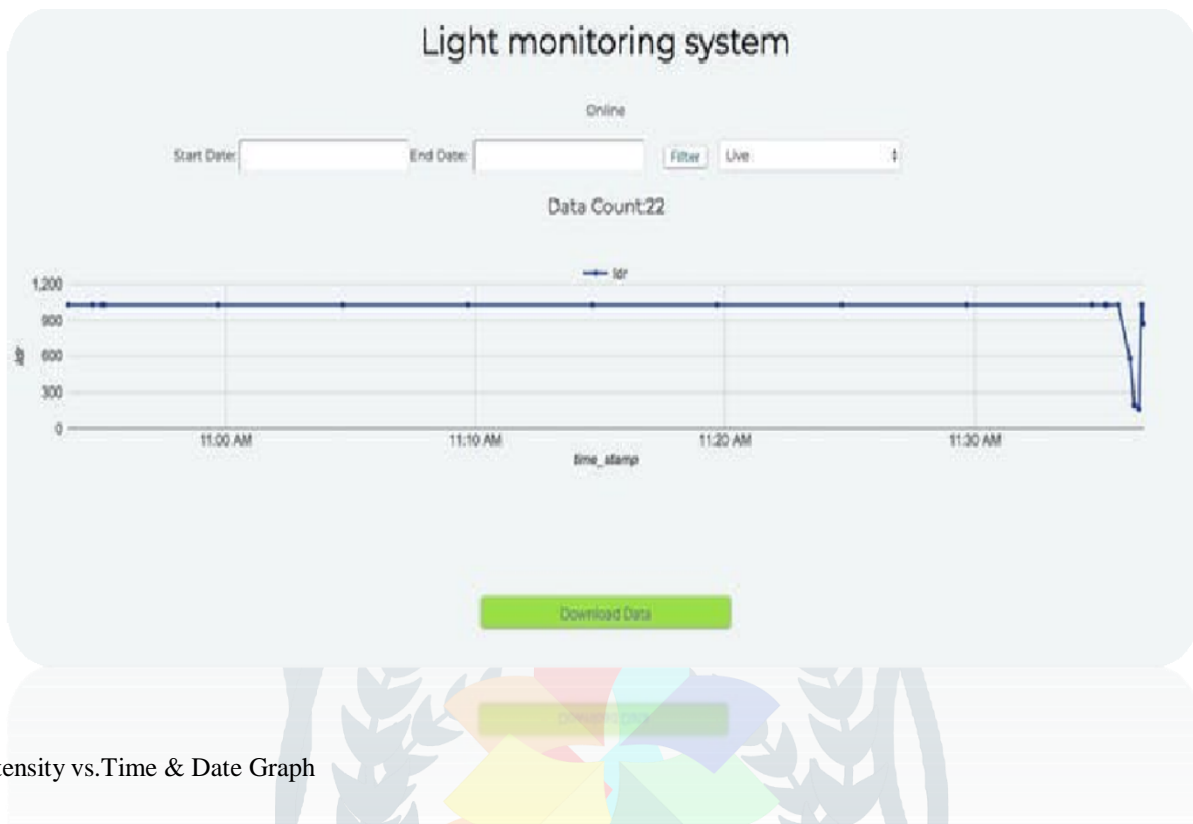 Light monitoring system
Online
Start Date: End Date: Filter Live
Data Count:22
ldr
1,200
900
600
300
0
ldr
11:00 AM 11:10 AM 11:20 AM 11:30 AM
time_stamp
Download Data
tensity vs.Time & Date Graph